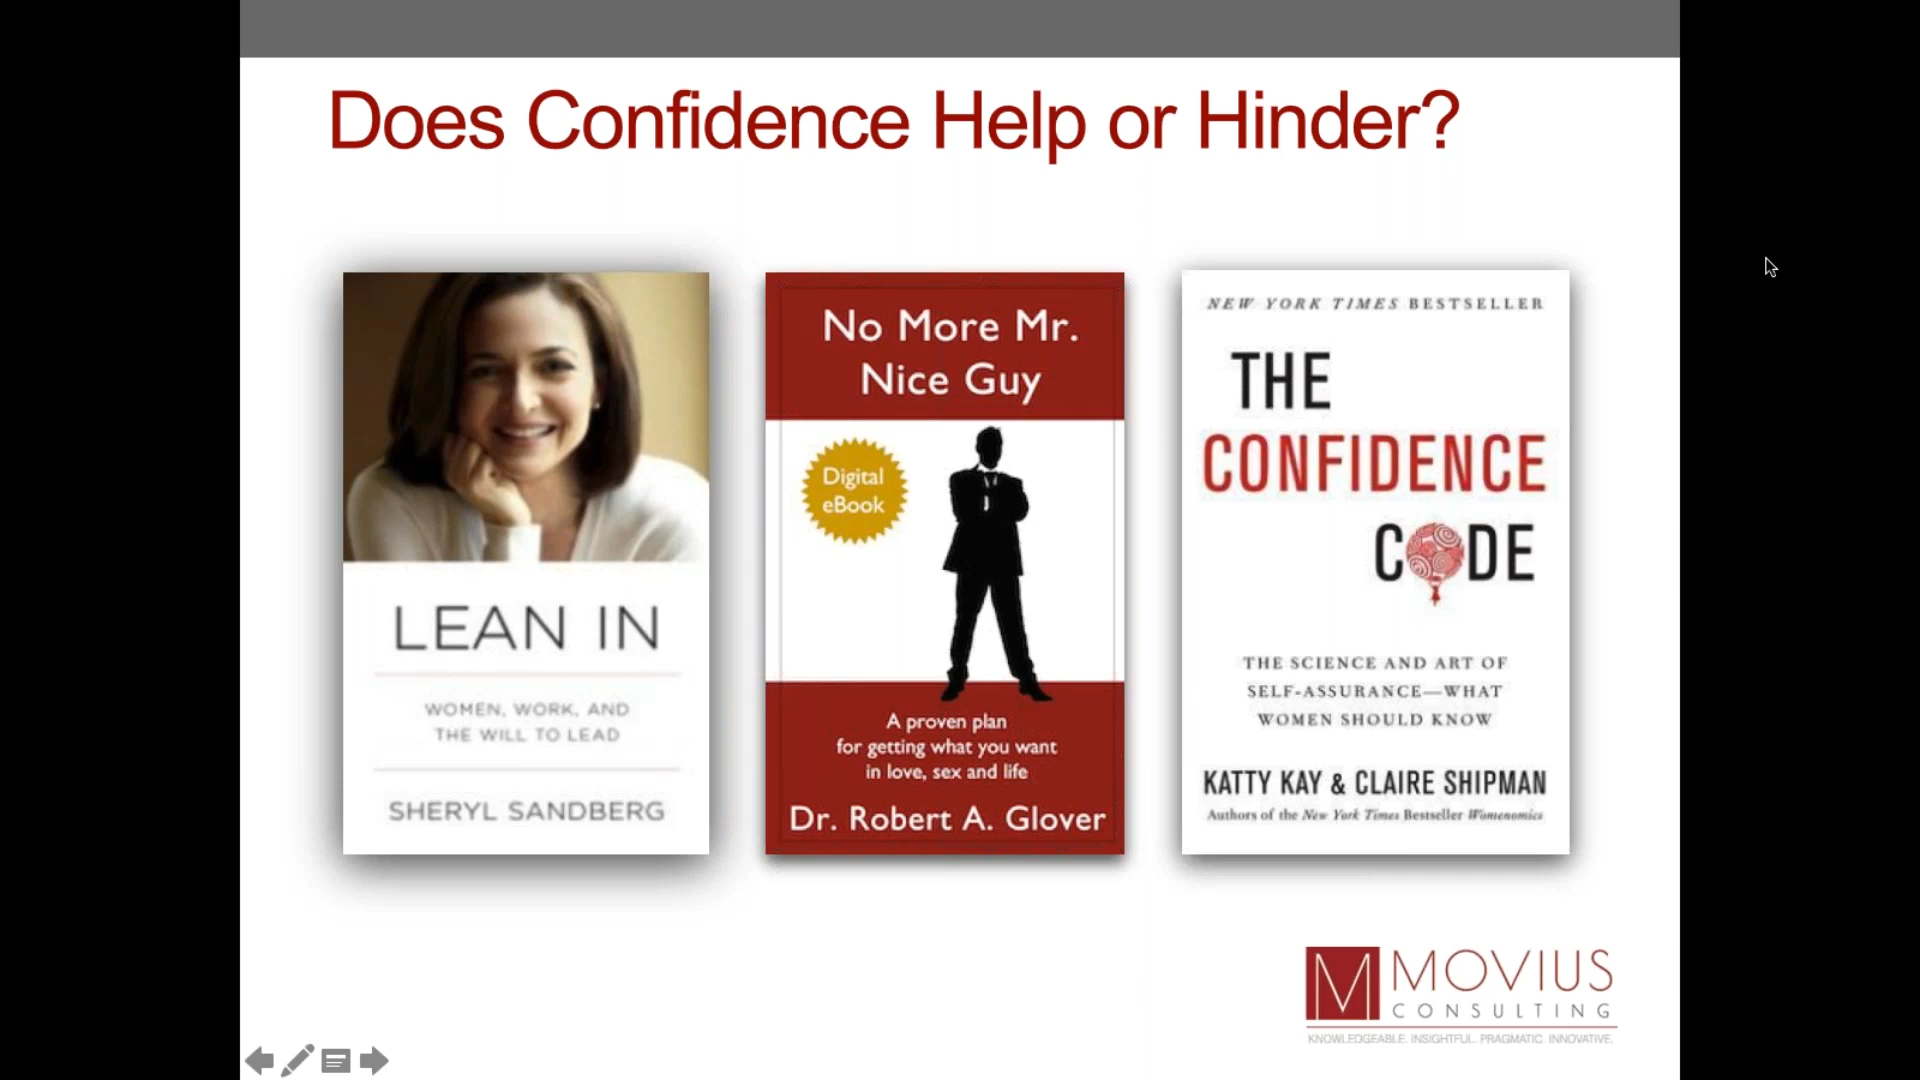 Does Confidence Help or Hinder?
LEAN IN
WOMEN, WORK, AND
THE WILL TO LEAD
SHERYL SANDBERG
No More Mr.
Nice Guy
Digital
eBook
A proven plan
for getting what you want
in love, sex and life
Dr. Robert A. Glover
NEW YORK TIMES BESTSELLER
THE
CONFIDENCE
CODE
THE SCIENCE AND ART OF
SELF-ASSURANCE—WHAT
WOMEN SHOULD KNOW
KATTY KAY & CLAIRE SHIPMAN
Authors of the New York Times Bestseller Womenomics
M MOVIUS
CONSULTING
KNOWLEDGEABLE. INSIGHTFUL. PRAGMATIC. INNOVATIVE.